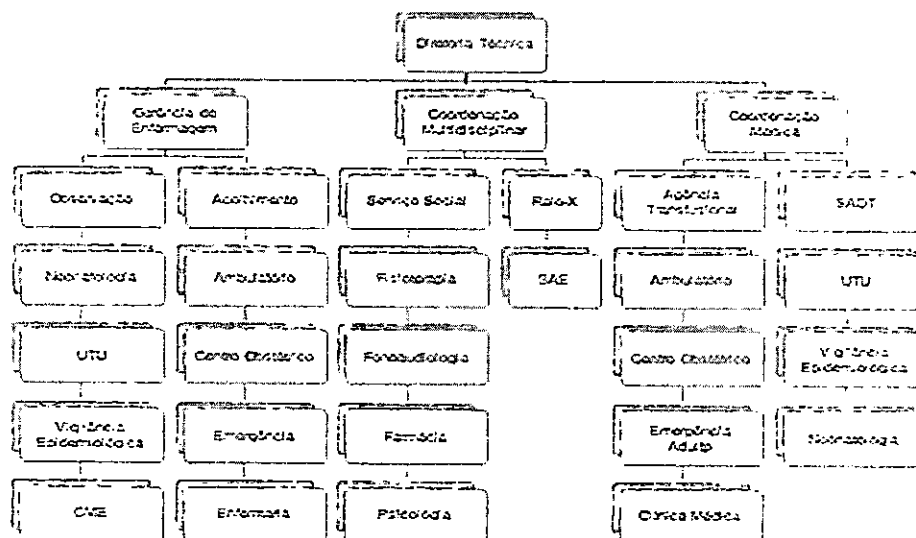 Diretoria Técnica
Gerência de
Enfermagem
Coordenação
Multidisciplinar
Coordenação
Médica
Observação
Acolhimento
Serviço Social
Raio-X
Agência
Transfusional
SADT
Neonatologia
Ambulatório
Fisioterapia
SAE
Ambulatório
UTU
UTU
Centro Obstétrico
Fonoaudiologia
Centro Obstétrico
Vigilância
Epidemiológica
Vigilância
Epidemiológica
Emergência
Farmácia
Emergência
Adulto
Neonatologia
CME
Enfermaria
Psicologia
Clínica Médica